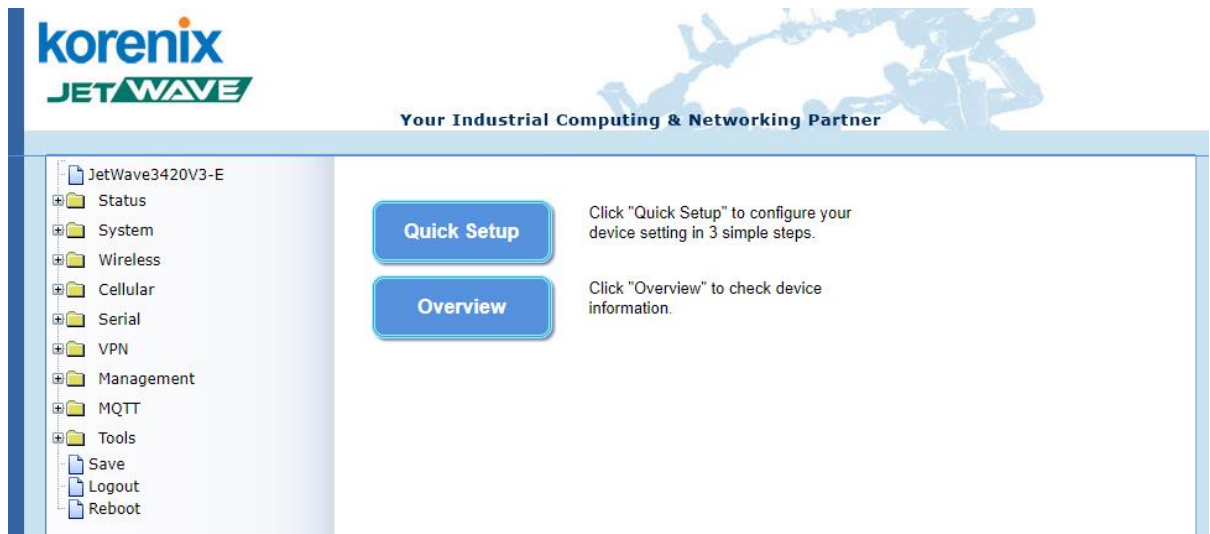 korenix
JETWAVE
Your Industrial Computing & Networking Partner
JetWave3420V3-E
Status
System
Wireless
Cellular
Serial
VPN
Management
MQTT
Tools
Save
Logout
Reboot
Quick Setup
Click "Quick Setup" to configure your
device setting in 3 simple steps.
Overview
Click "Overview" to check device
information.